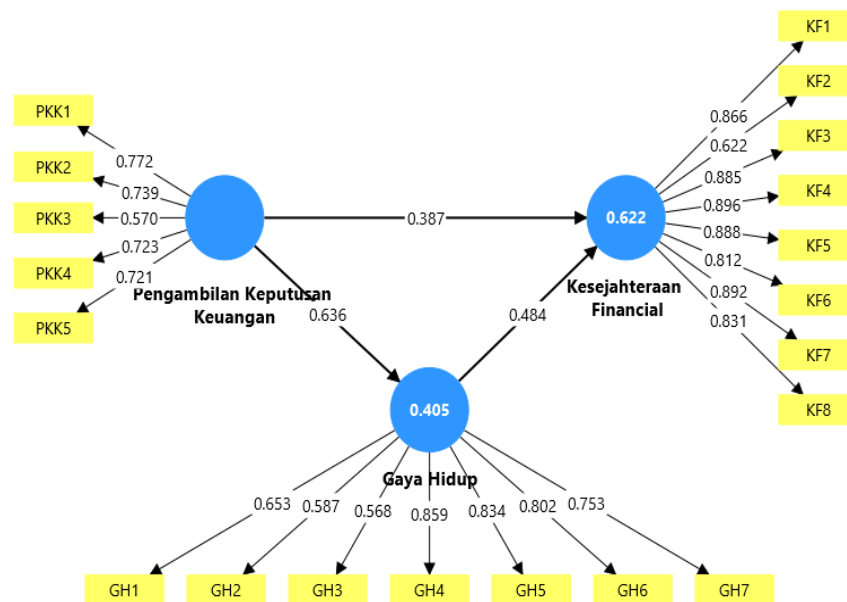 KF1
KF2
KF3
KF4
KF5
KF6
KF7
KF8
0.866
0.622
0.885
0.896
0.888
0.812
0.892
0.831
PKK1
PKK2
PKK3
PKK4
PKK5
0.772
0.739
0.570
0.723
0.721
Pengambilan Keputusan
Keuangan
0.387
0.622
Kesejahteraan
Financial
0.636
0.484
0.405
Gaya Hidup
0.653
0.587
0.568
0.859
0.834
0.802
0.753
GH1
GH2
GH3
GH4
GH5
GH6
GH7